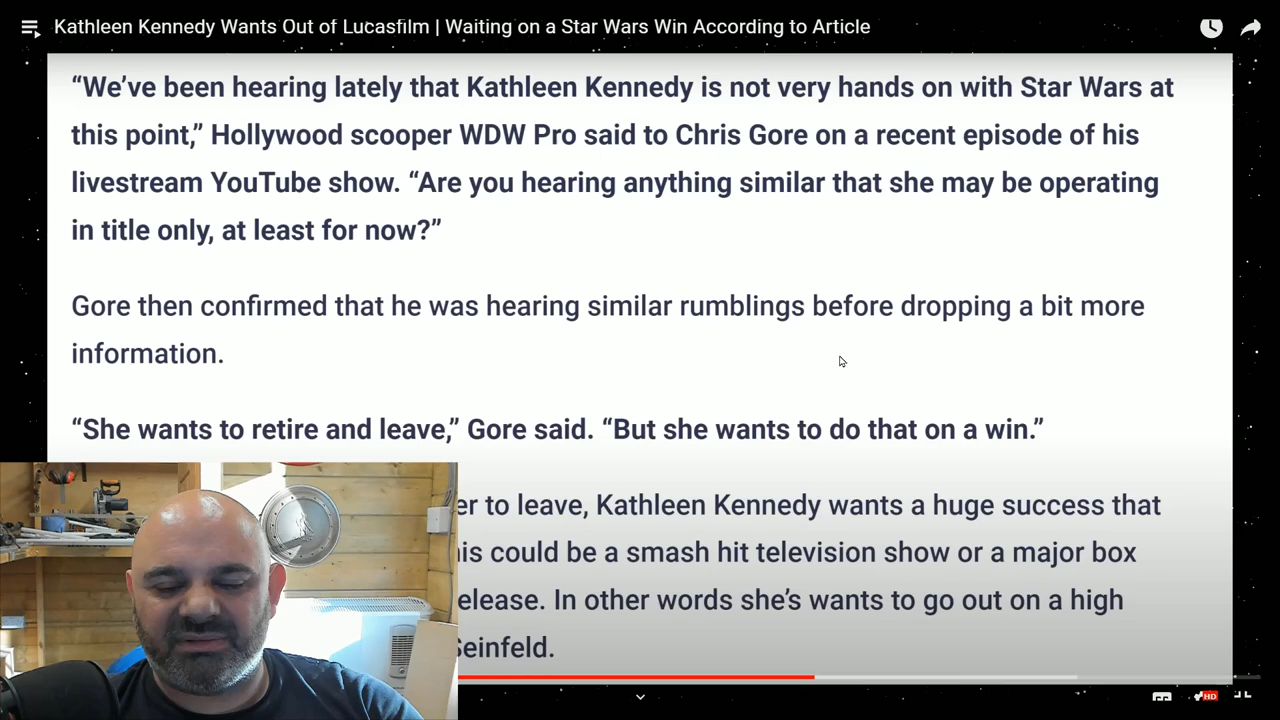 Kathleen Kennedy Wants Out of Lucasfilm | Waiting on a Star Wars Win According to Article
“We’ve been hearing lately that Kathleen Kennedy is not very hands on with Star Wars at
this point,” Hollywood scooper WDW Pro said to Chris Gore on a recent episode of his
livestream YouTube show. “Are you hearing anything similar that she may be operating
in title only, at least for now?”
Gore then confirmed that he was hearing similar rumblings before dropping a bit more
information.
“She wants to retire and leave,” Gore said. “But she wants to do that on a win.”
er to leave, Kathleen Kennedy wants a huge success that
his could be a smash hit television show or a major box
elease. In other words she’s wants to go out on a high
Seinfeld.
HD